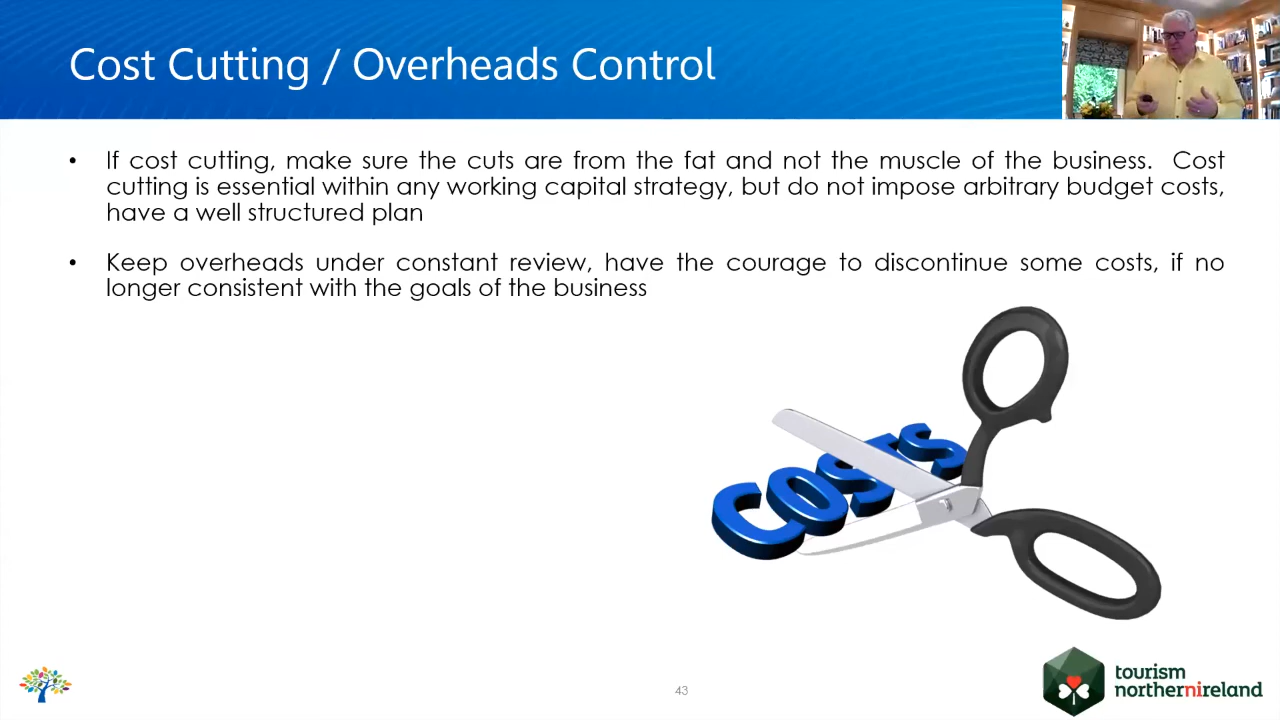 Cost Cutting / Overheads Control
• If cost cutting, make sure the cuts are from the fat and not the muscle of the business. Cost
cutting is essential within any working capital strategy, but do not impose arbitrary budget costs,
have a well structured plan
• Keep overheads under constant review, have the courage to discontinue some costs, if no
longer consistent with the goals of the business
COSTS
43
tourism
northernireland